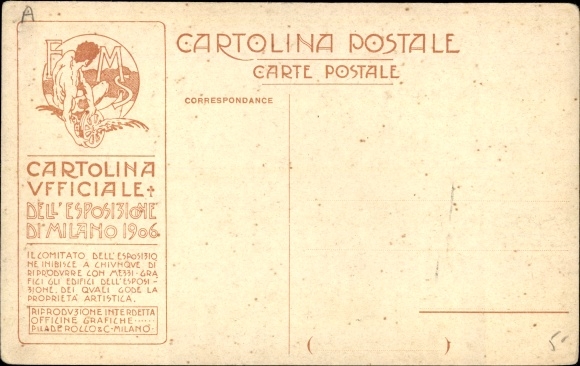 A
E
M
S
CARTOLINA POSTALE
CARTE POSTALE
CORRESPONDANCE
CARTOLINA
VFFICIALE
DELL'ESPOSIZIONE
DI MILANO 1906
IL COMITATO DELL'ESPOSIZIO
NE INIBISCE A CHIVNQVE DI
RIPRODVRRE CON MEZZI GRA
FICI GLI EDIFICI DELL'ESPOSI-
ZIONE, DEI QVALI GODE LA
PROPRIETÀ ARTISTICA.
RIPRODVZIONE INTERDETTA
OFFICINE GRAFICHE
PILADE ROCCO & C - MILANO
( )
5